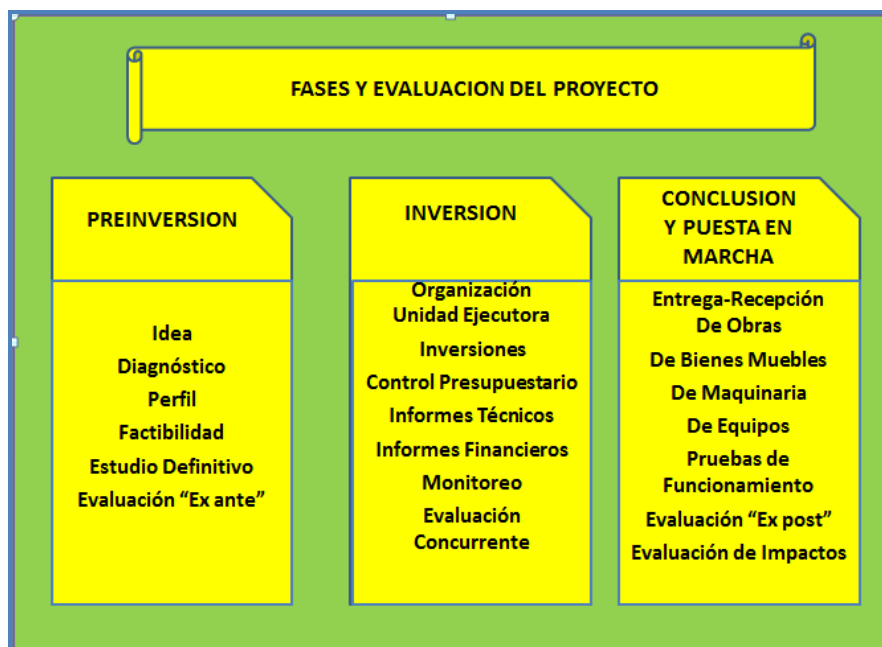 FASES Y EVALUACION DEL PROYECTO
PREINVERSION
Idea
Diagnóstico
Perfil
Factibilidad
Estudio Definitivo
Evaluación “Ex ante”
INVERSION
Organización
Unidad Ejecutora
Inversiones
Control Presupuestario
Informes Técnicos
Informes Financieros
Monitoreo
Evaluación
Concurrente
CONCLUSION
Y PUESTA EN
MARCHA
Entrega-Recepción
De Obras
De Bienes Muebles
De Maquinaria
De Equipos
Pruebas de
Funcionamiento
Evaluación “Ex post”
Evaluación de Impactos